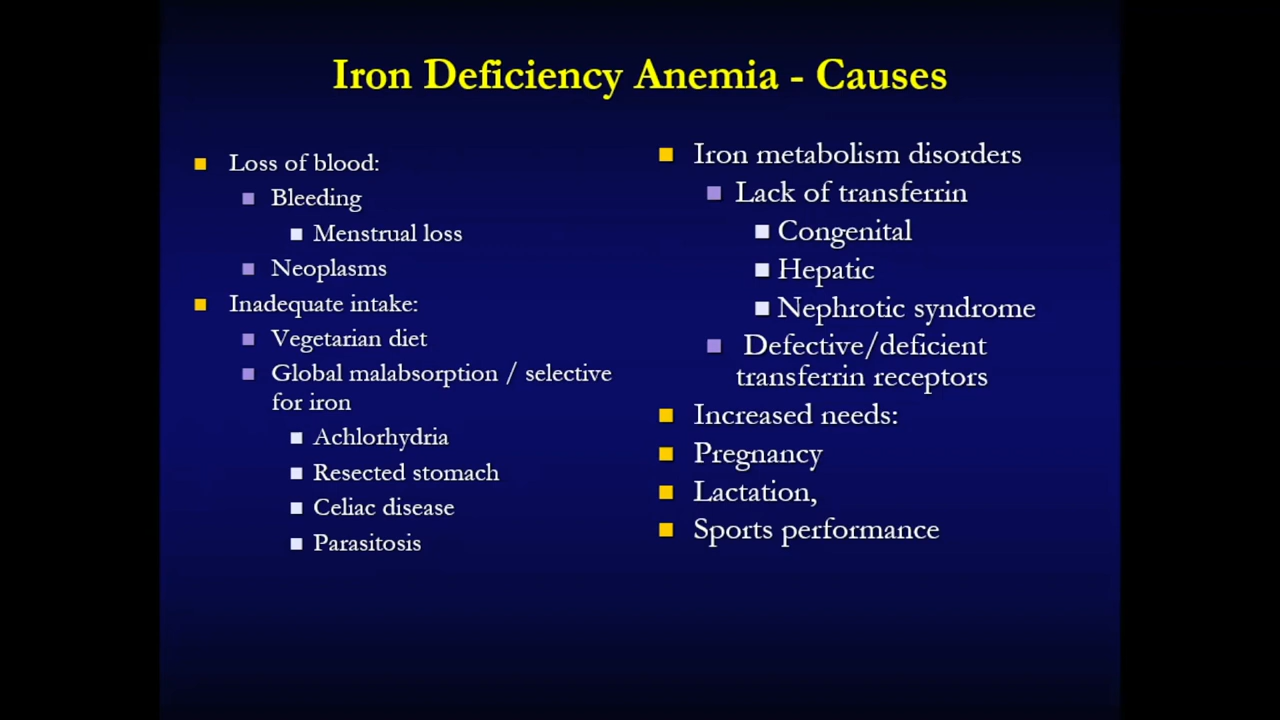 Iron Deficiency Anemia - Causes
Loss of blood:
Bleeding
Menstrual loss
Neoplasms
Inadequate intake:
Vegetarian diet
Global malabsorption / selective
for iron
Achlorhydria
Resected stomach
Celiac disease
Parasitosis
Iron metabolism disorders
Lack of transferrin
Congenital
Hepatic
Nephrotic syndrome
Defective/deficient
transferrin receptors
Increased needs:
Pregnancy
Lactation,
Sports performance